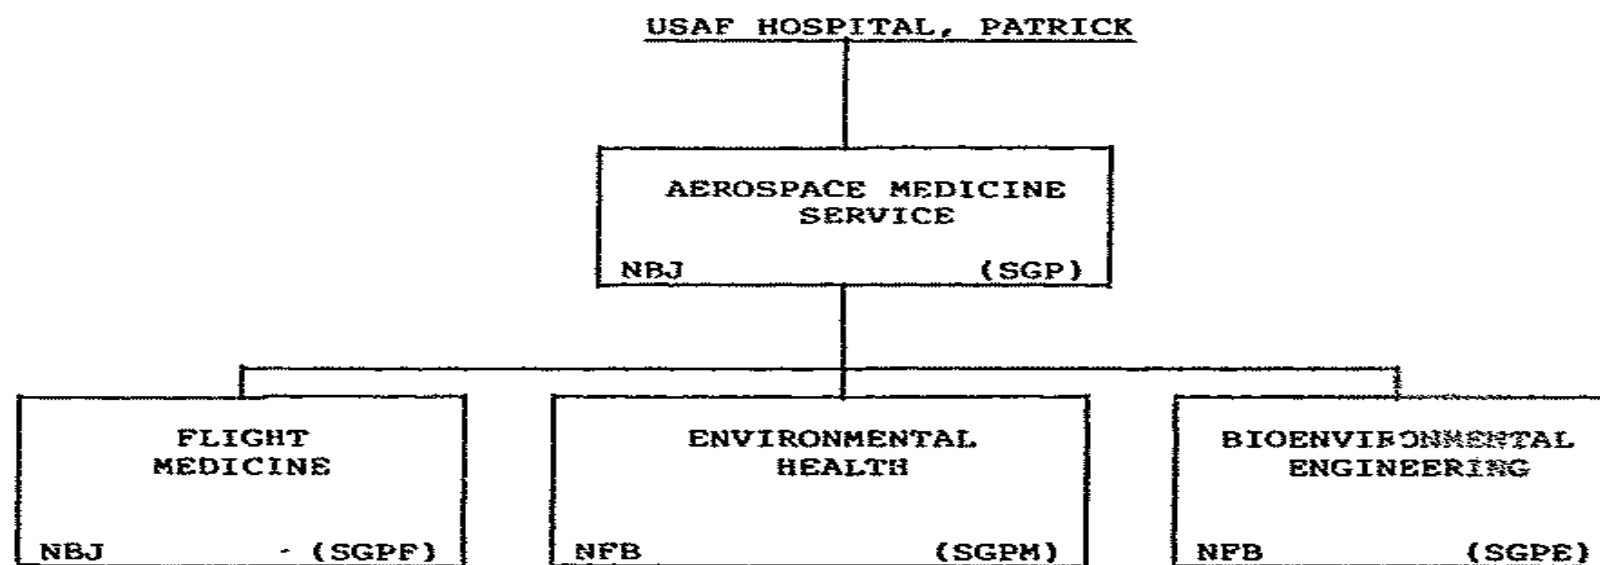 USAF HOSPITAL, PATRICK
AEROSPACE MEDICINE
SERVICE
NBJ (SGP)
FLIGHT
MEDICINE
NBJ - (SGPF)
ENVIRONMENTAL
HEALTH
NFB (SGPM)
BIOENVIRONMENTAL
ENGINEERING
NFB (SGPE)